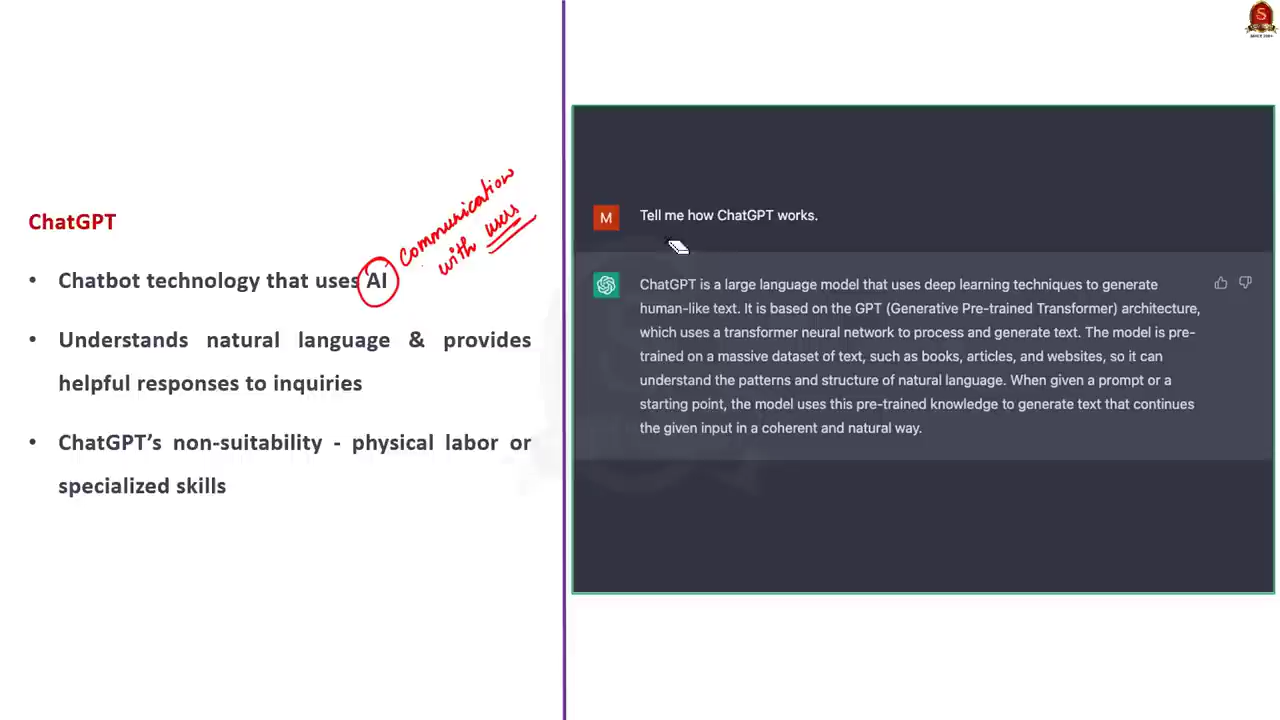 ChatGPT
• Chatbot technology that uses AI
communication
with users
• Understands natural language & provides
helpful responses to inquiries
• ChatGPT’s non-suitability - physical labor or
specialized skills
S
M
Tell me how ChatGPT works.
ChatGPT is a large language model that uses deep learning techniques to generate
human-like text. It is based on the GPT (Generative Pre-trained Transformer) architecture,
which uses a transformer neural network to process and generate text. The model is pre-
trained on a massive dataset of text, such as books, articles, and websites, so it can
understand the patterns and structure of natural language. When given a prompt or a
starting point, the model uses this pre-trained knowledge to generate text that continues
the given input in a coherent and natural way.